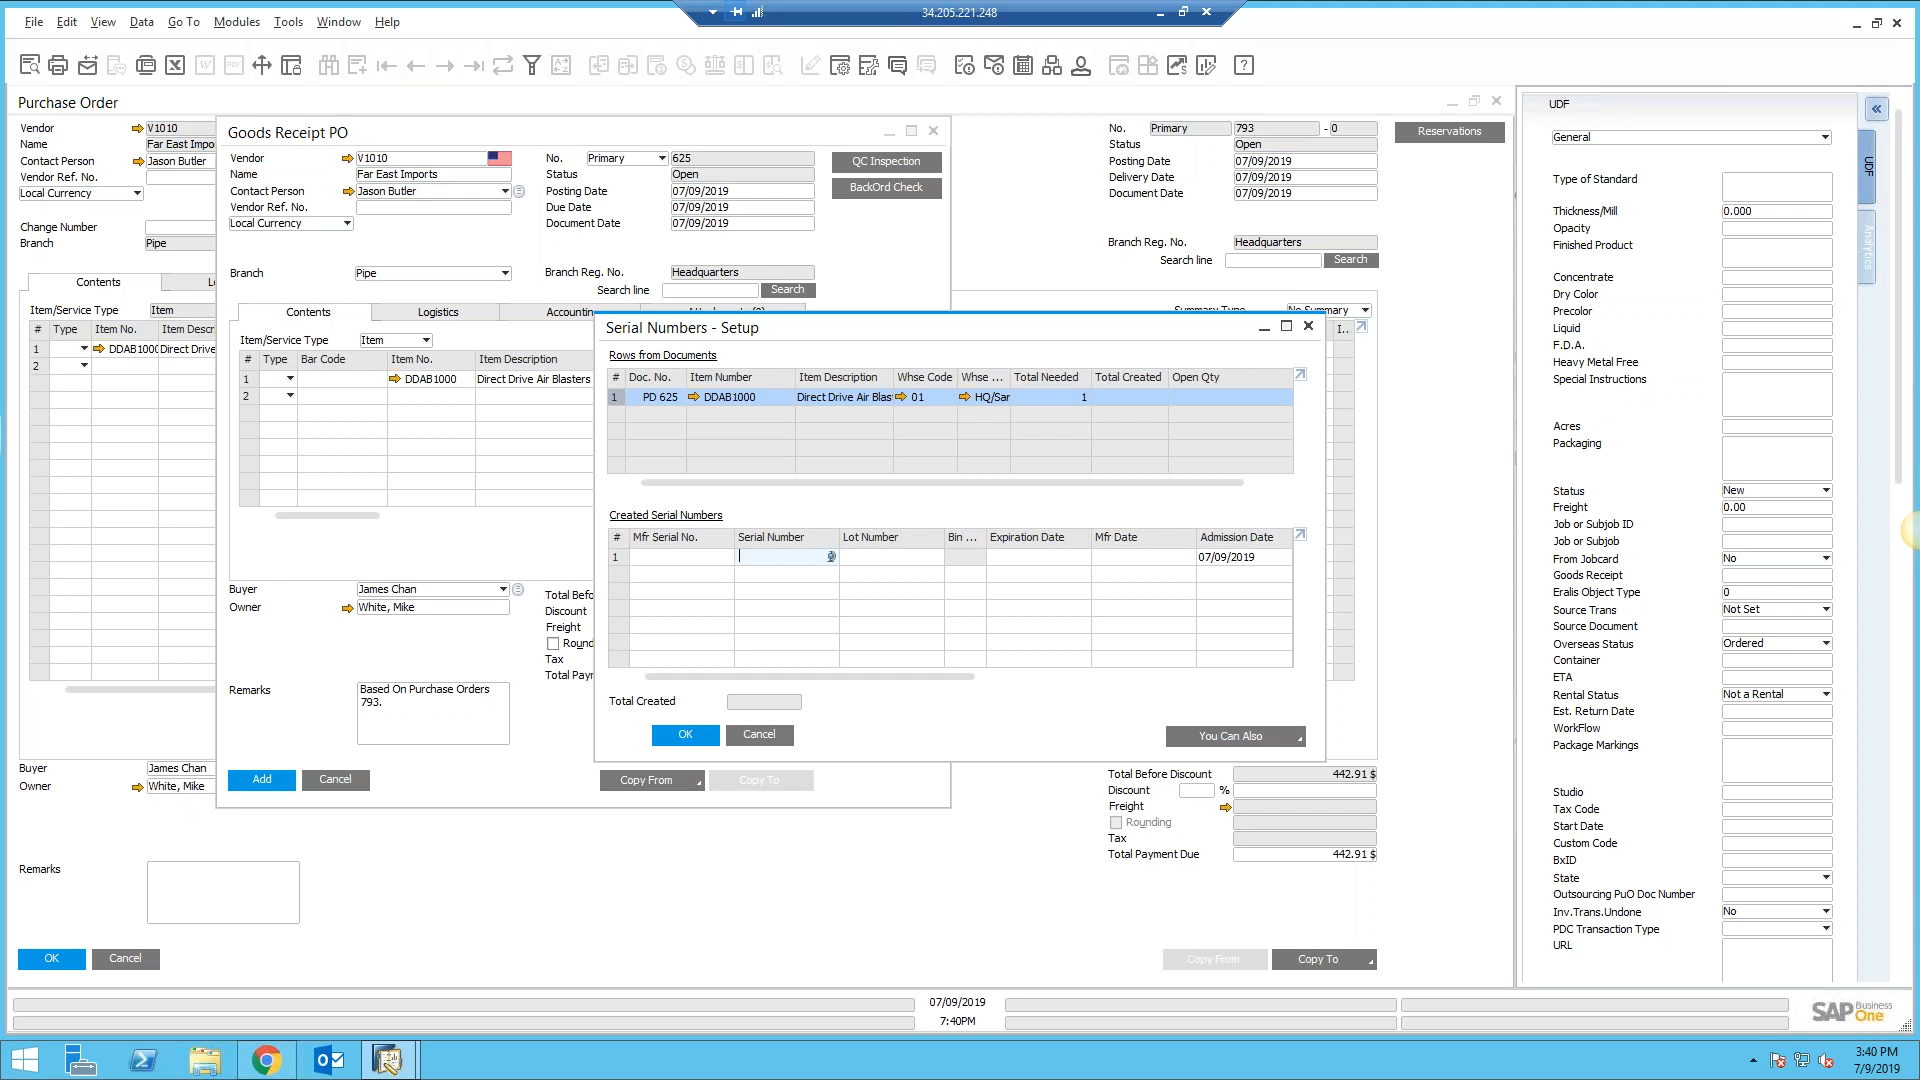 34.205.221.248
File Edit View Data Go To Modules Tools Window Help
Purchase Order
Vendor V1010
Name Far East Impo
Contact Person Jason Butler
Vendor Ref. No.
Local Currency
Change Number
Branch Pipe
Contents
Item/Service Type Item
# Type Item No. Item Descr
1 DDAB1000 Direct Drive
2
Buyer James Chan
Owner White, Mike
Remarks
OK Cancel
Goods Receipt PO
Vendor V1010
Name Far East Imports
Contact Person Jason Butler
Vendor Ref. No.
Local Currency
No. Primary 625
Status Open
Posting Date 07/09/2019
Due Date 07/09/2019
Document Date 07/09/2019
QC Inspection
BackOrd Check
Branch Pipe
Branch Reg. No. Headquarters
Search line Search
Contents Logistics Accountin
Item/Service Type Item
# Type Bar Code Item No. Item Description
1 DDAB1000 Direct Drive Air Blasters
2
Buyer James Chan
Owner White, Mike
Total Befo
Discount
Freight
Round
Tax
Total Payr
Remarks Based On Purchase Orders
793.
Add Cancel Copy From Copy To
Serial Numbers - Setup
Rows from Documents
# Doc. No. Item Number Item Description Whse Code Whse ... Total Needed Total Created Open Qty
1 PD 625 DDAB1000 Direct Drive Air Blas 01 HQ/Sar 1
Created Serial Numbers
# Mfr Serial No. Serial Number Lot Number Bin ... Expiration Date Mfr Date Admission Date
1 07/09/2019
Total Created
OK Cancel You Can Also
No. Primary 793 - 0
Status Open
Posting Date 07/09/2019
Delivery Date 07/09/2019
Document Date 07/09/2019
Reservations
Branch Reg. No. Headquarters
Search line Search
Summary Type No Summary
I..
Total Before Discount 442.91 $
Discount %
Freight
Rounding
Tax
Total Payment Due 442.91 $
Copy From Copy To
UDF
General
UDF
Analytics
Type of Standard
Thickness/Mill 0.000
Opacity
Finished Product
Concentrate
Dry Color
Precolor
Liquid
F.D.A.
Heavy Metal Free
Special Instructions
Acres
Packaging
Status New
Freight 0.00
Job or Subjob ID
Job or Subjob
From Jobcard No
Goods Receipt
Eralis Object Type 0
Source Trans Not Set
Source Document
Overseas Status Ordered
Container
ETA
Rental Status Not a Rental
Est. Return Date
WorkFlow
Package Markings
Studio
Tax Code
Start Date
Custom Code
BxID
State
Outsourcing PuO Doc Number
Inv.Trans.Undone No
PDC Transaction Type
URL
07/09/2019
7:40PM
SAP Business One
3:40 PM
7/9/2019